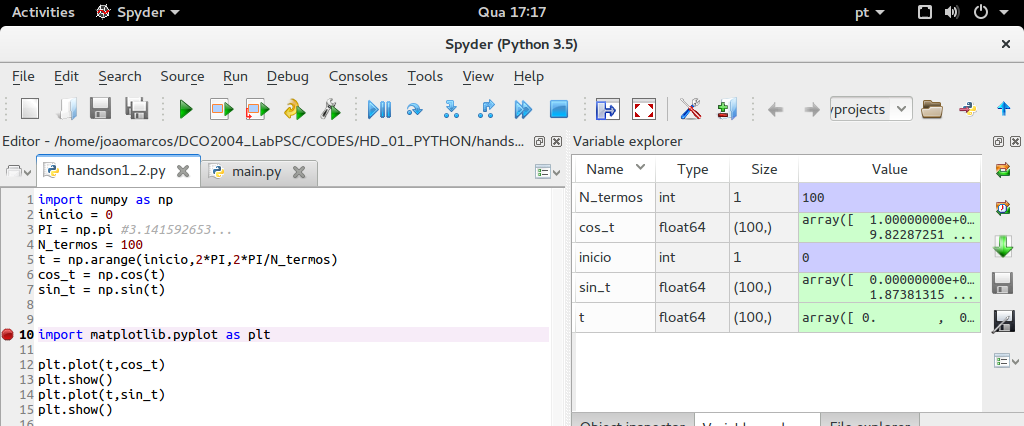 Activities Spyder Qua 17:17 pt
Spyder (Python 3.5)
File Edit Search Source Run Debug Consoles Tools View Help
/projects
Editor - /home/joaomarcos/DCO2004_LabPSC/CODES/HD_01_PYTHON/hands...
Variable explorer
handson1_2.py main.py
Name Type Size Value
1 import numpy as np
2 inicio = 0
3 PI = np.pi #3.141592653...
4 N_termos = 100
5 t = np.arange(inicio,2*PI,2*PI/N_termos)
6 cos_t = np.cos(t)
7 sin_t = np.sin(t)
8
9
10 import matplotlib.pyplot as plt
11
12 plt.plot(t,cos_t)
13 plt.show()
14 plt.plot(t,sin_t)
15 plt.show()
16
N_termos int 1 100
cos_t float64 (100,) array([ 1.00000000e+0...
9.82287251 ...
inicio int 1 0
sin_t float64 (100,) array([ 0.00000000e+0...
1.87381315 ...
t float64 (100,) array([ 0. , 0...
Object inspector Variable explorer File explorer